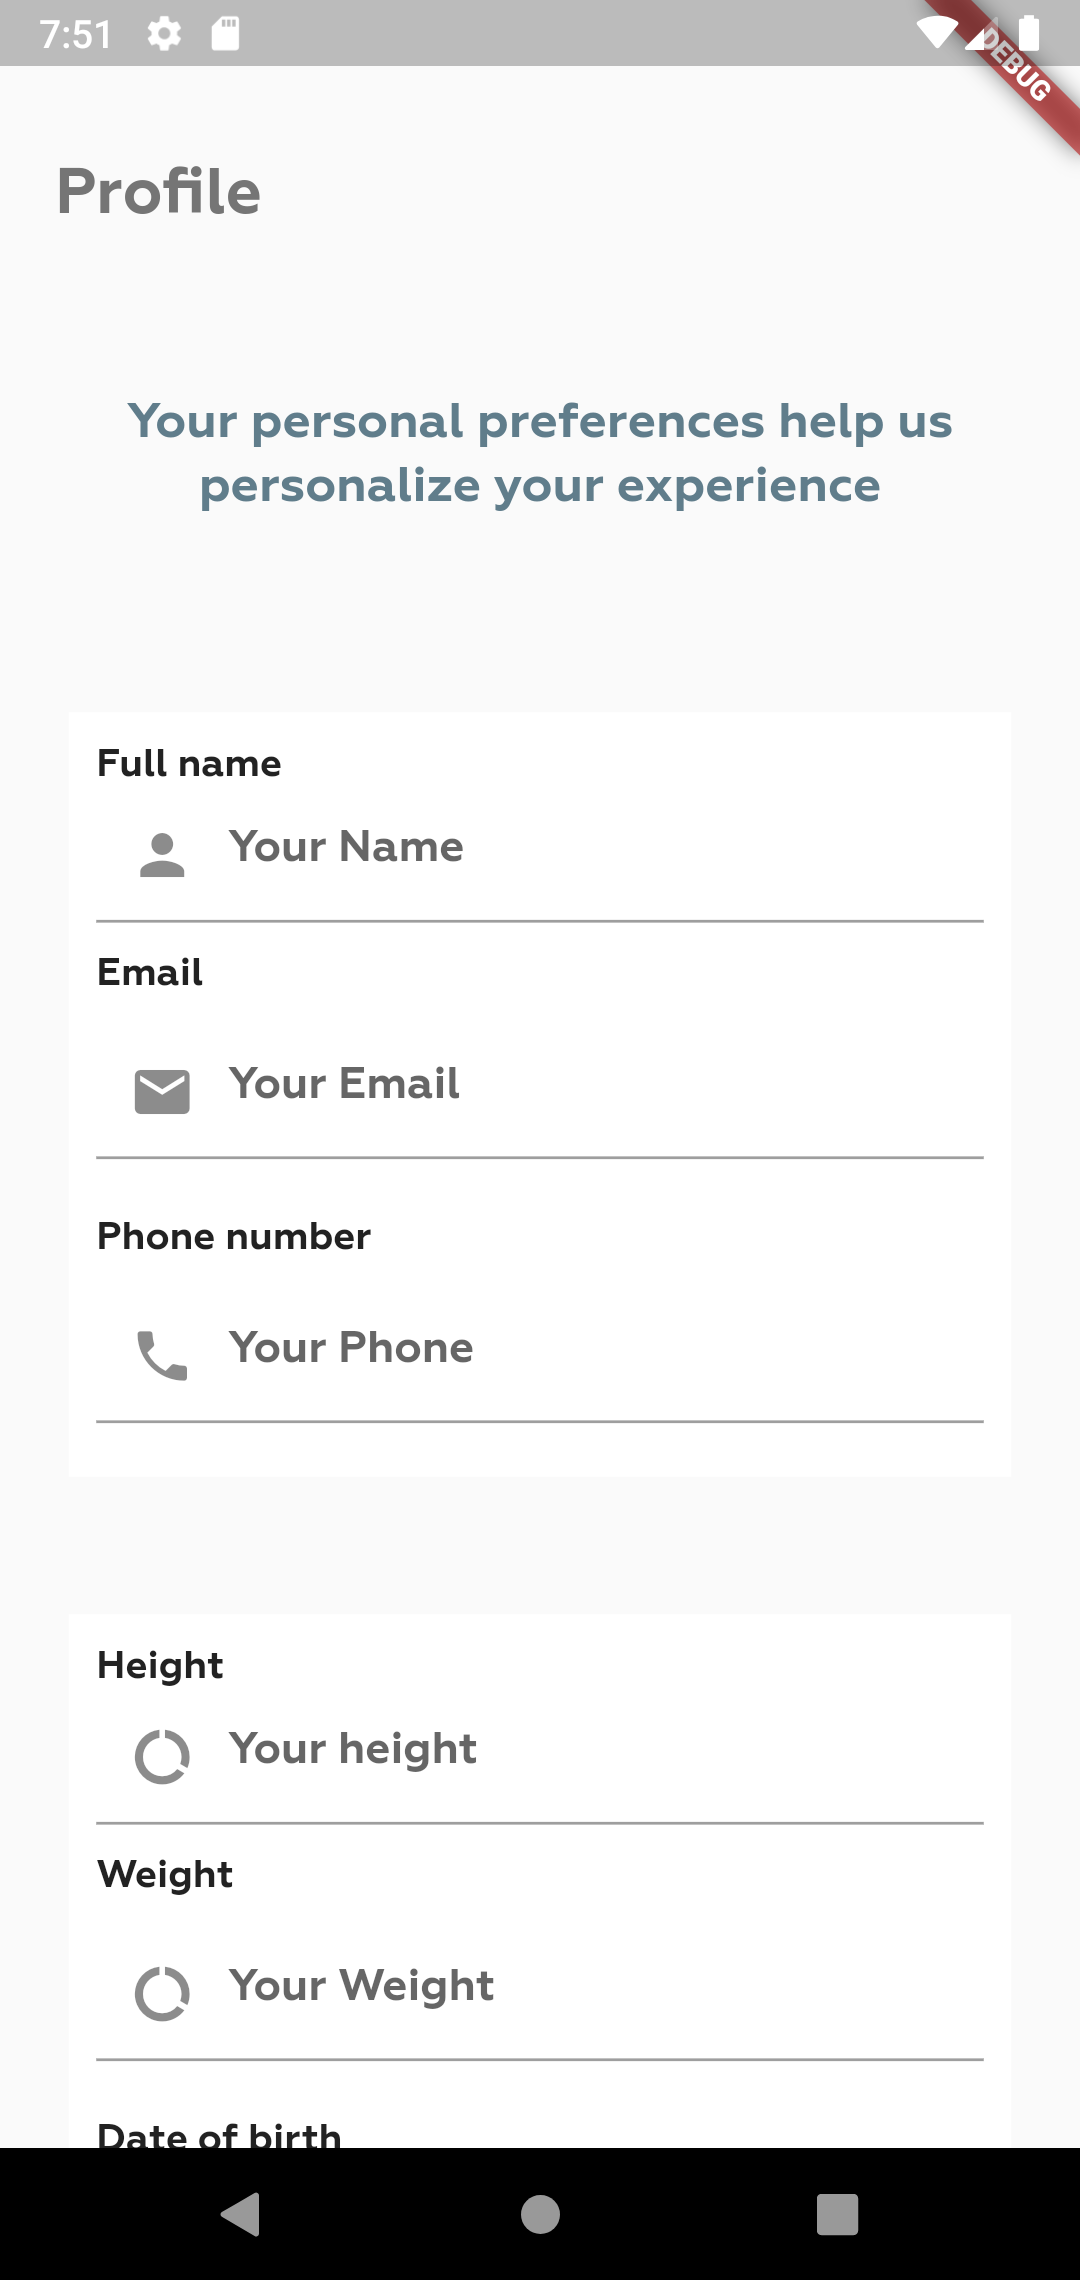 7:51
DEBUG
Profile
Your personal preferences help us
personalize your experience
Full name
Your Name
Email
Your Email
Phone number
Your Phone
Height
Your height
Weight
Your Weight
Date of birth